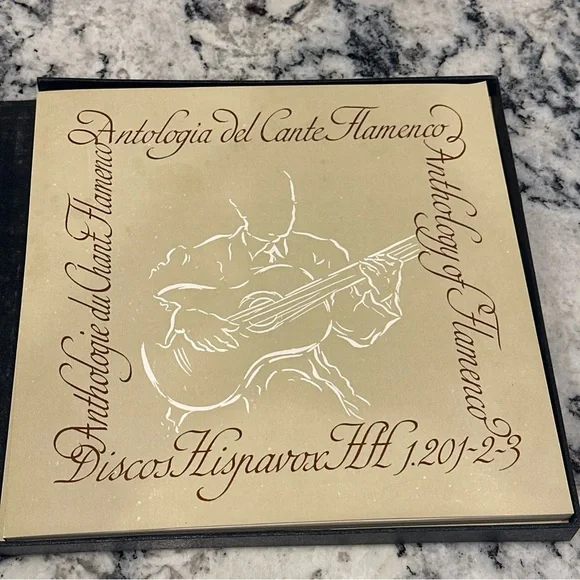 Antologia del Cante Flamenco
Anthology of Flamenco
Anthologie du Chant Flamenco
Discos Hispavox HH 1.201-2-3